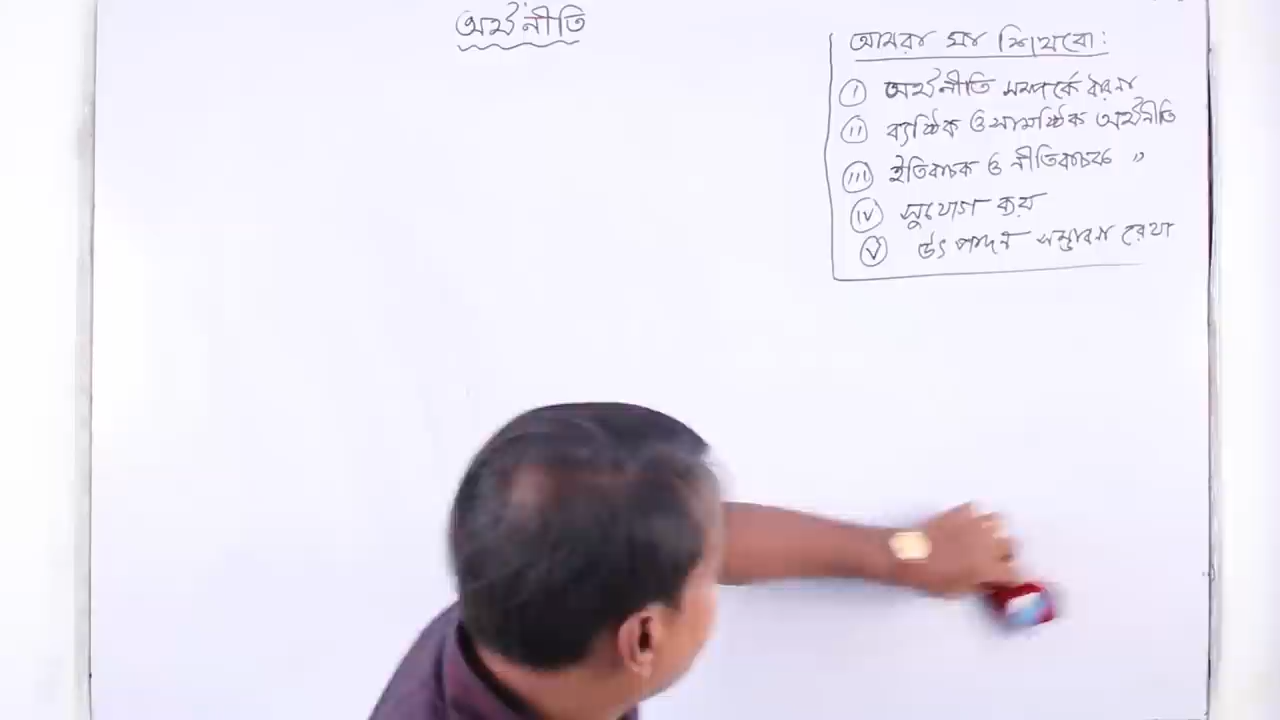 অর্থনীতি
আমরা যা শিখবো:
I অর্থনীতি সম্পর্কে ধারণা
II ব্যষ্টিক ও সামষ্টিক অর্থনীতি
III ইতিবাচক ও নীতিবাচক "
IV সুযোগ ব্যয়
V উৎপাদন সম্ভাবনা রেখা